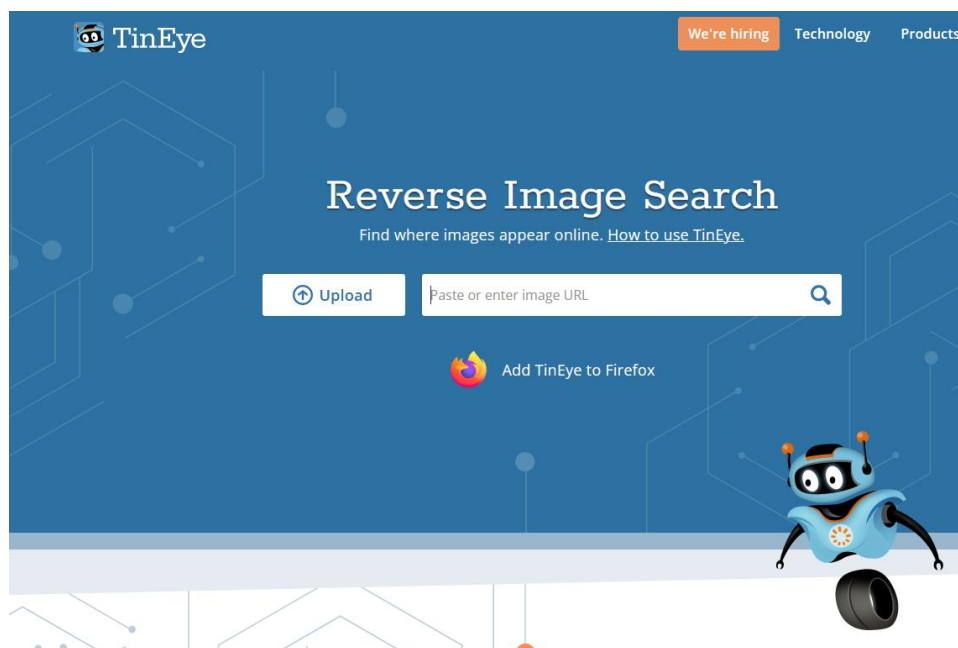 TinEye
We're hiring Technology Products
Reverse Image Search
Find where images appear online. How to use TinEye.
Upload Paste or enter image URL
Add TinEye to Firefox